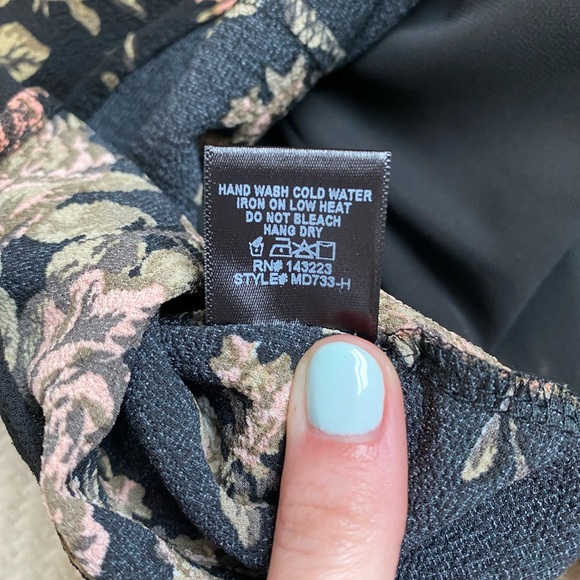 HAND WASH COLD WATER
IRON ON LOW HEAT
DO NOT BLEACH
HANG DRY
RN# 143223
STYLE# MD733-H